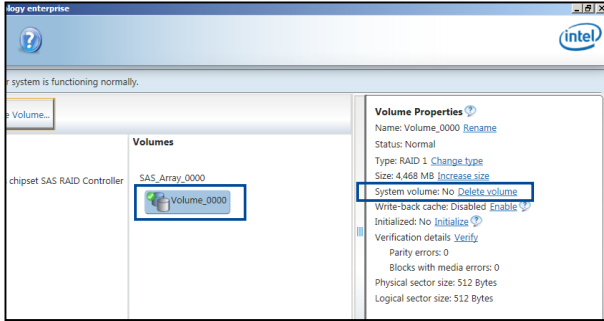 ology enterprise
?
intel
r system is functioning normally.
e Volume...
Volumes
chipset SAS RAID Controller
SAS_Array_0000
Volume_0000
Volume Properties ?
Name: Volume_0000 Rename
Status: Normal
Type: RAID 1 Change type
Size: 4,468 MB Increase size
System volume: No Delete volume
Write-back cache: Disabled Enable ?
Initialized: No Initialize ?
Verification details Verify
Parity errors: 0
Blocks with media errors: 0
Physical sector size: 512 Bytes
Logical sector size: 512 Bytes